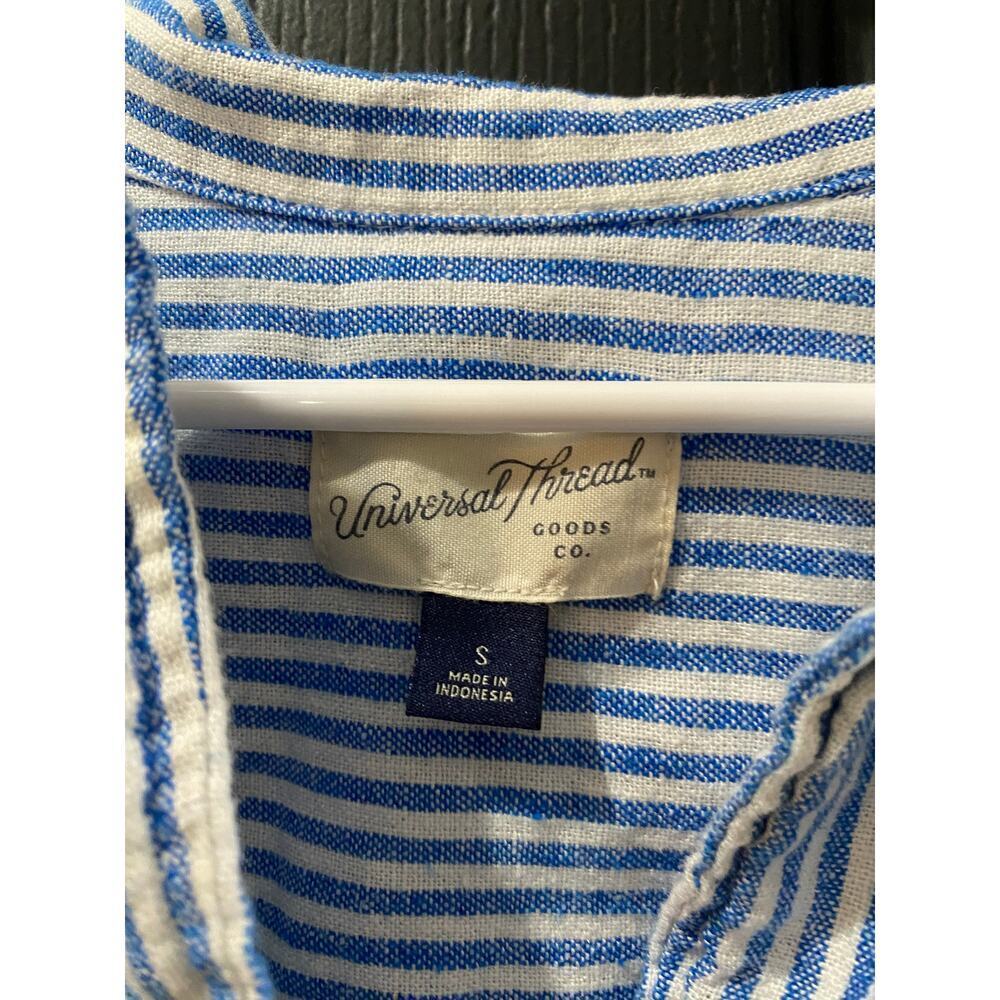 Universal Thread™
GOODS
CO.
S
MADE IN
INDONESIA